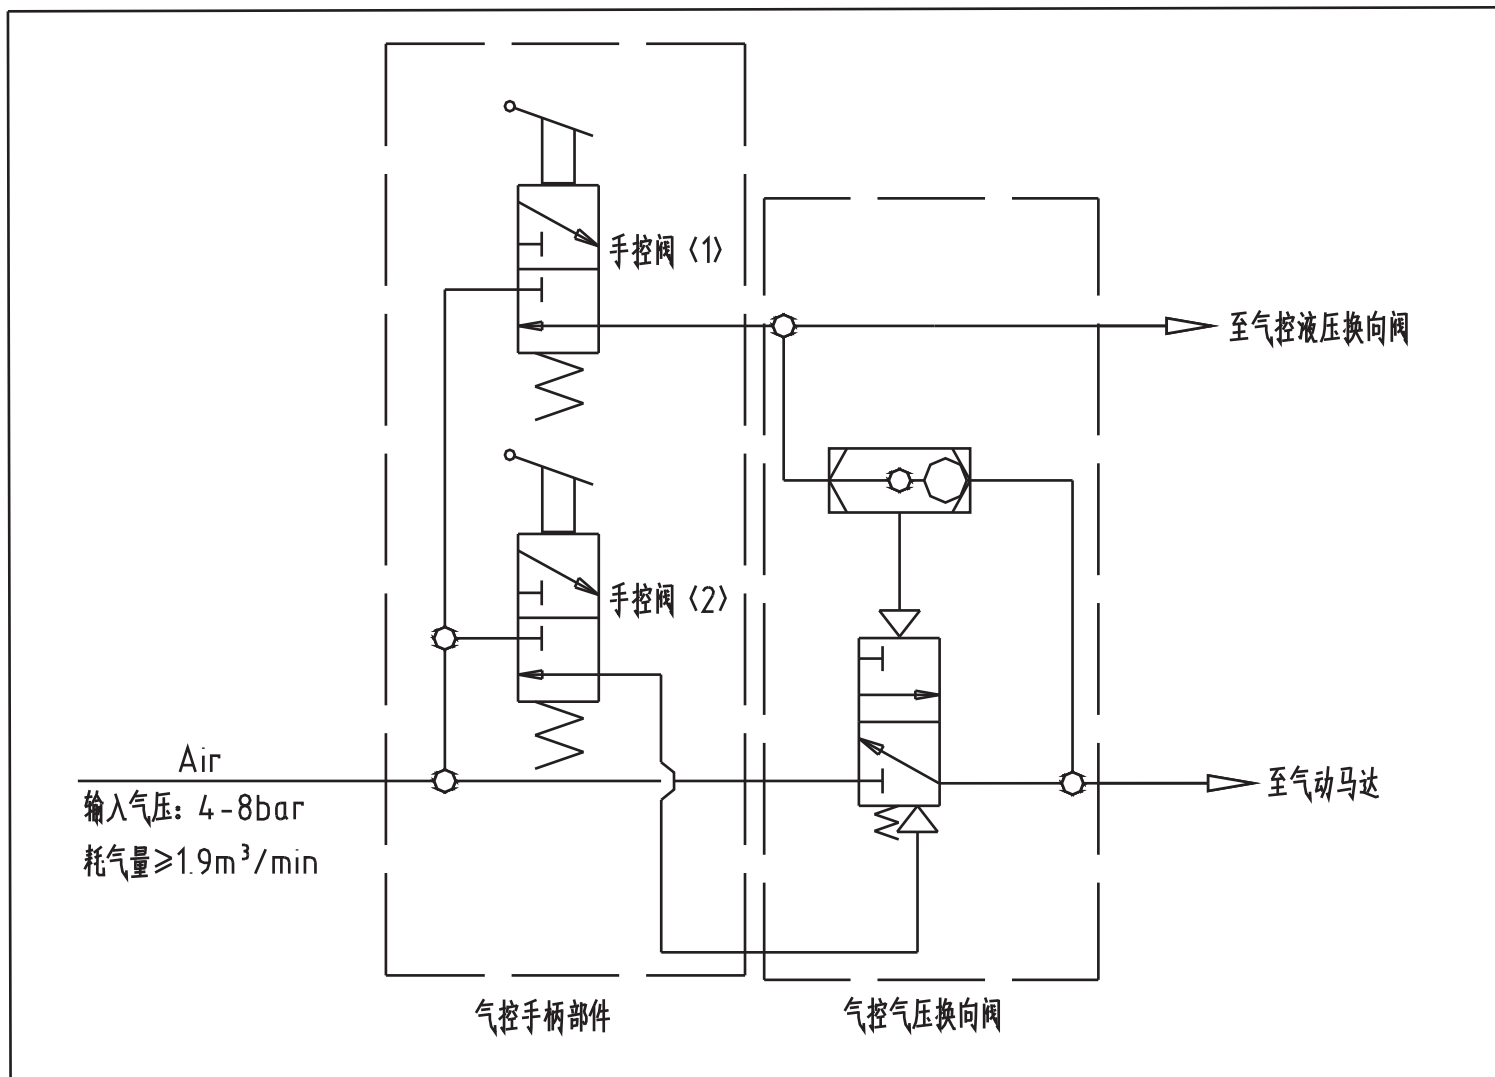 手控阀〈1〉
至气控液压换向阀
手控阀〈2〉
Air
至气动马达
输入气压：4-8bar
耗气量≥1.9m³/min
气控手柄部件
气控气压换向阀